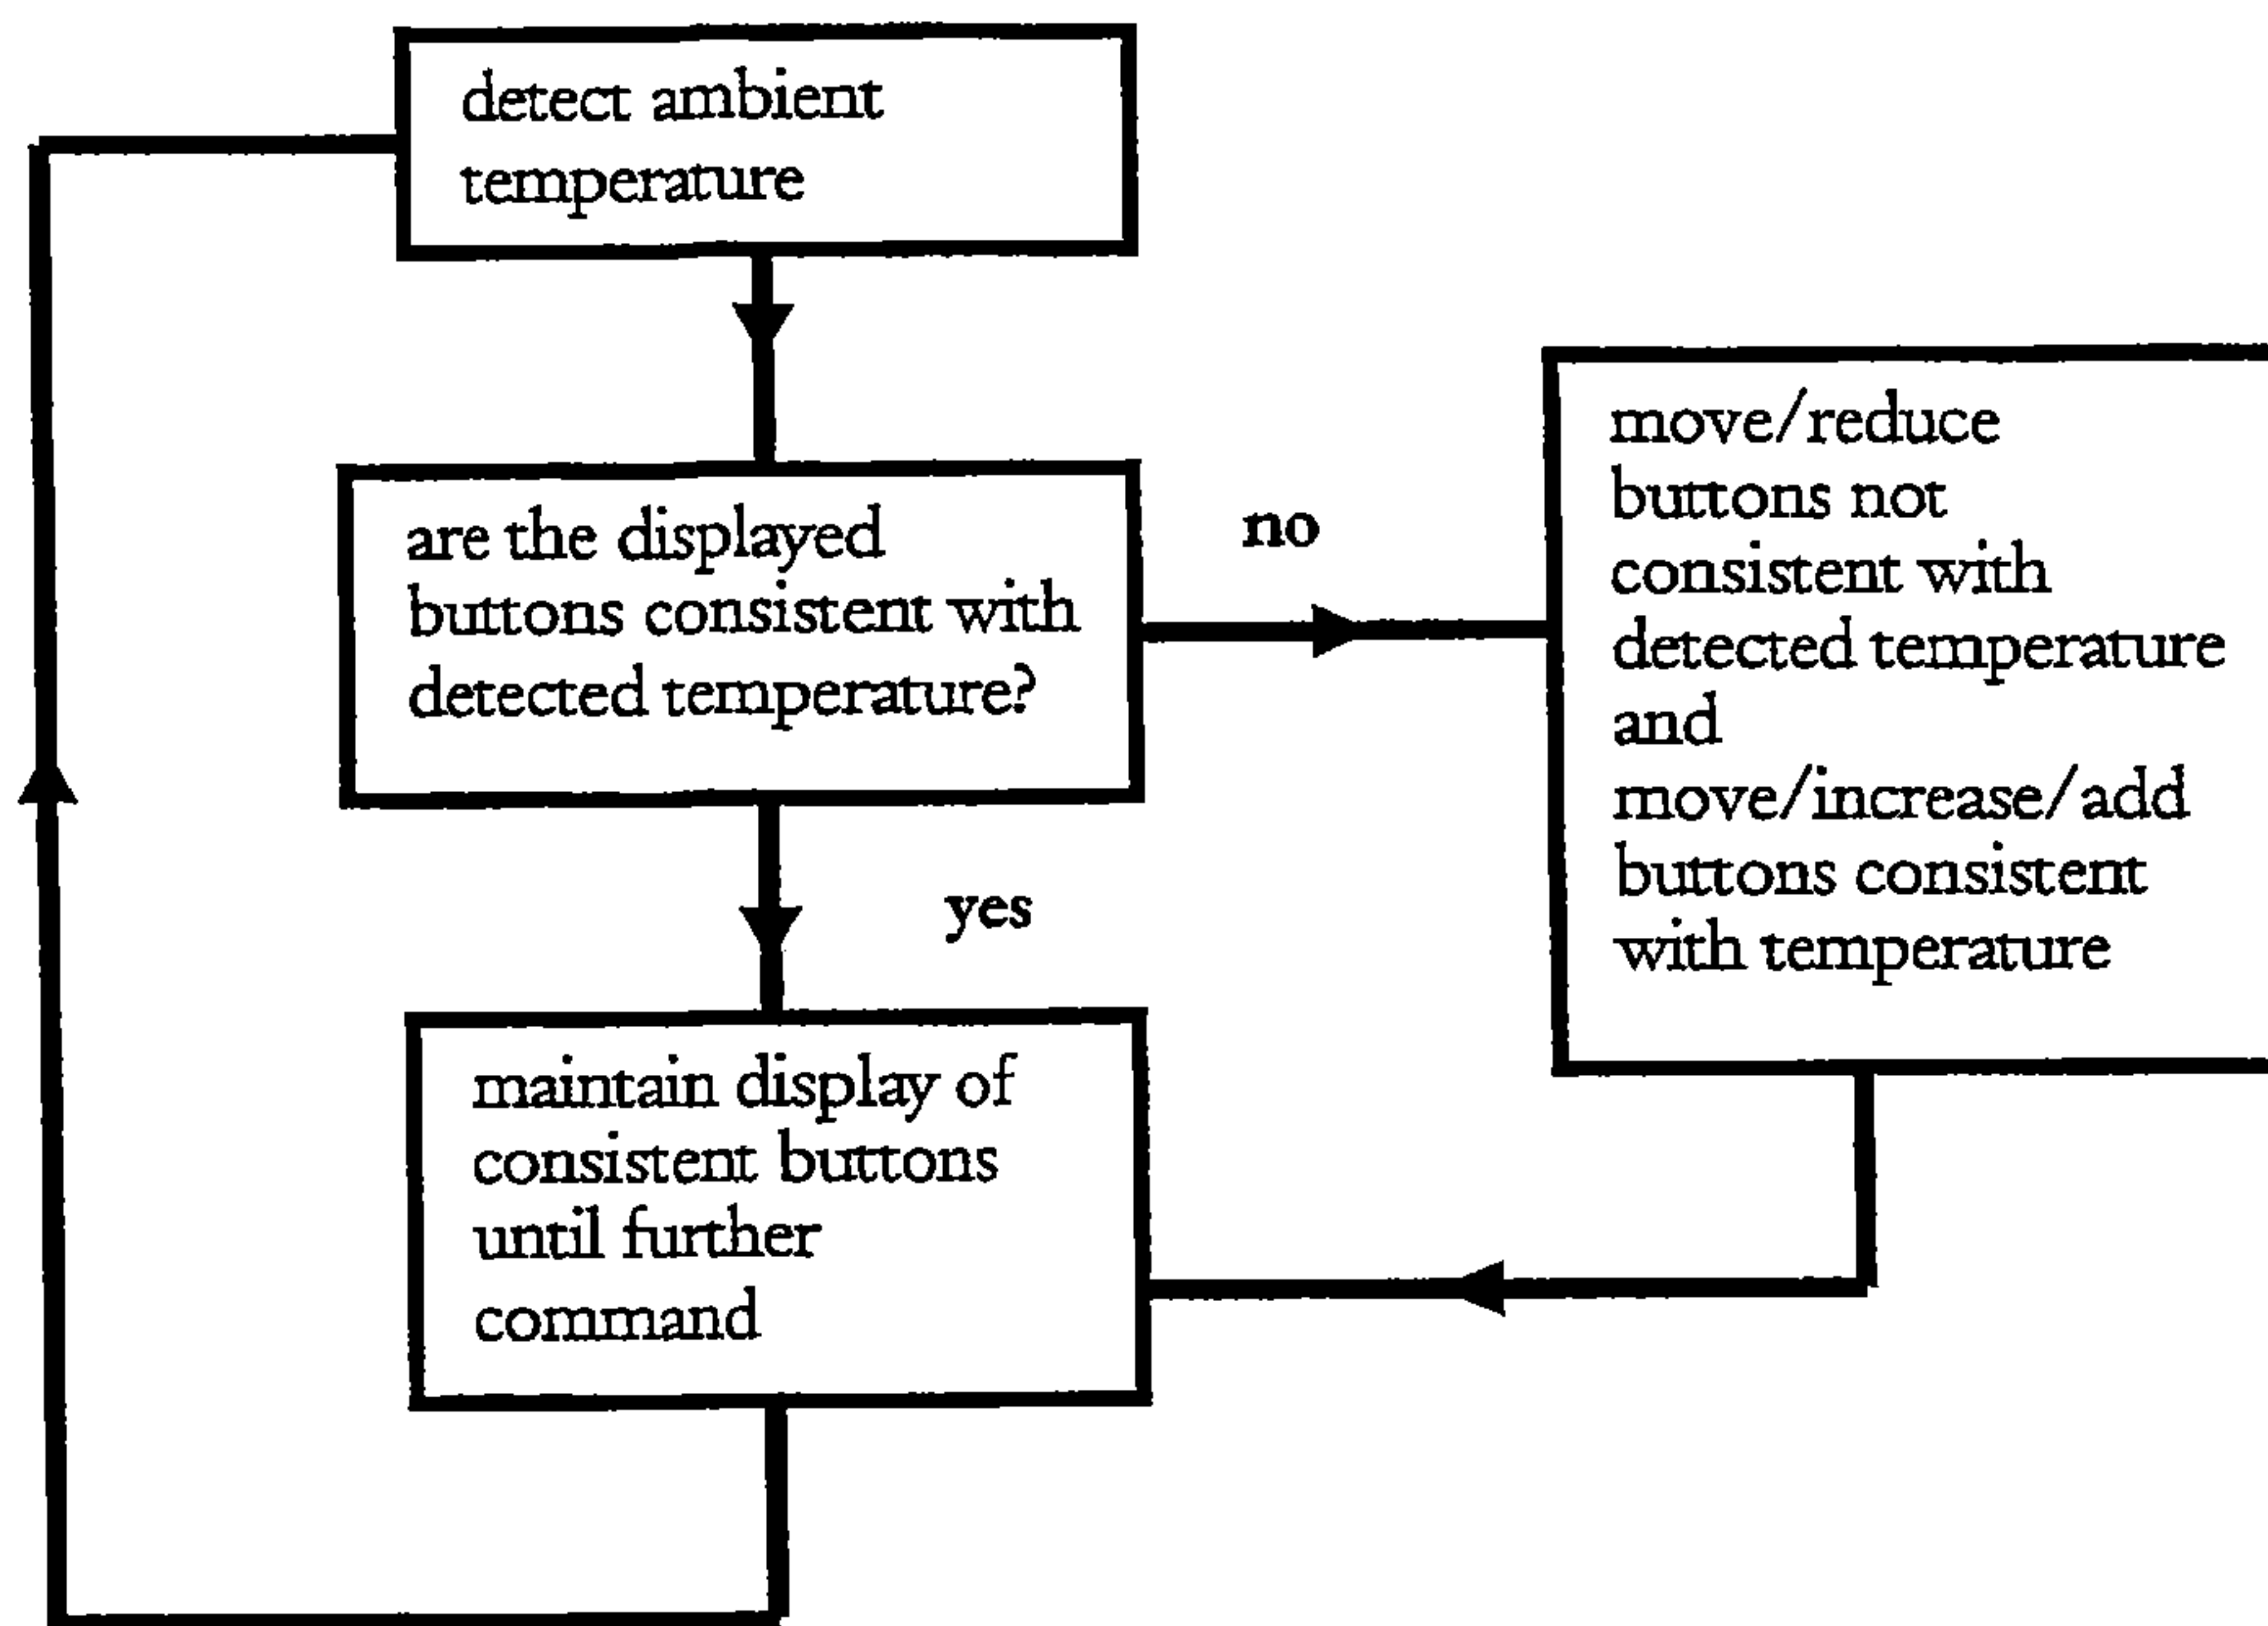 detect ambient
temperature
are the displayed
buttons consistent with
detected temperature?
no
move/reduce
buttons not
consistent with
detected temperature
and
move/increase/add
buttons consistent
with temperature
yes
maintain display of
consistent buttons
until further
command